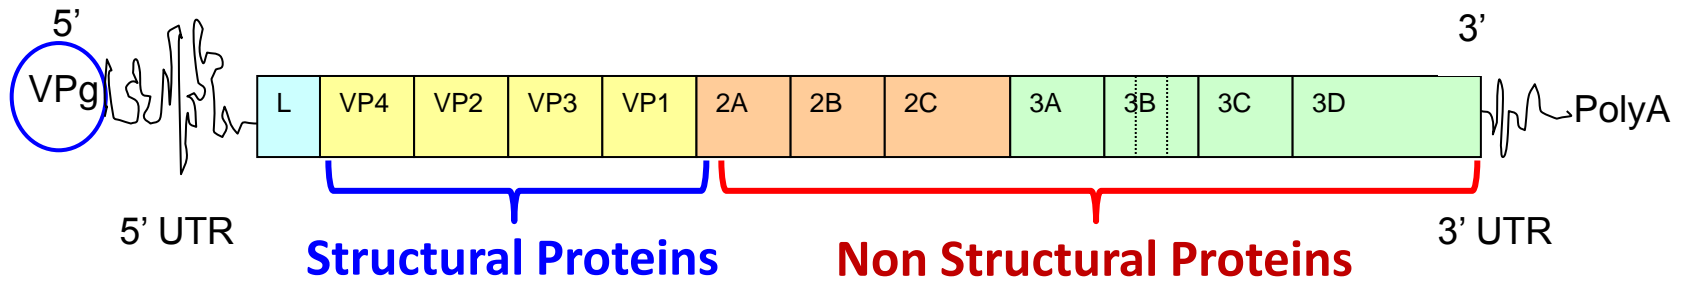 5’ 3’
VPg L VP4 VP2 VP3 VP1 2A 2B 2C 3A 3B 3C 3D PolyA
5’ UTR 3’ UTR
Structural Proteins Non Structural Proteins